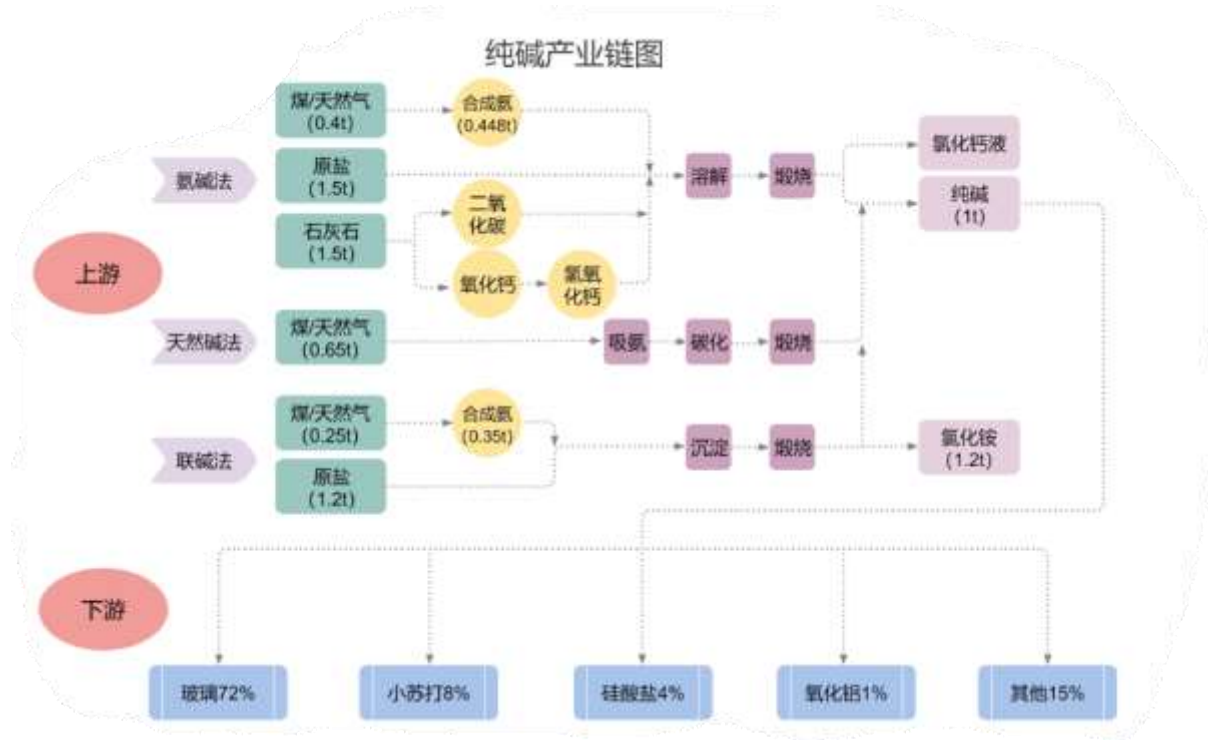 纯碱产业链图
煤/天然气
(0.4t)
合成氨
(0.448t)
氨碱法
原盐
(1.5t)
溶解
煅烧
氯化钙液
纯碱
(1t)
石灰石
(1.5t)
二氧
化碳
氧化钙
氢氧
化钙
上游
天然碱法
煤/天然气
(0.65t)
吸氨
碳化
煅烧
联碱法
煤/天然气
(0.25t)
合成氨
(0.35t)
原盐
(1.2t)
沉淀
煅烧
氯化铵
(1.2t)
下游
玻璃72%
小苏打8%
硅酸盐4%
氧化铝1%
其他15%